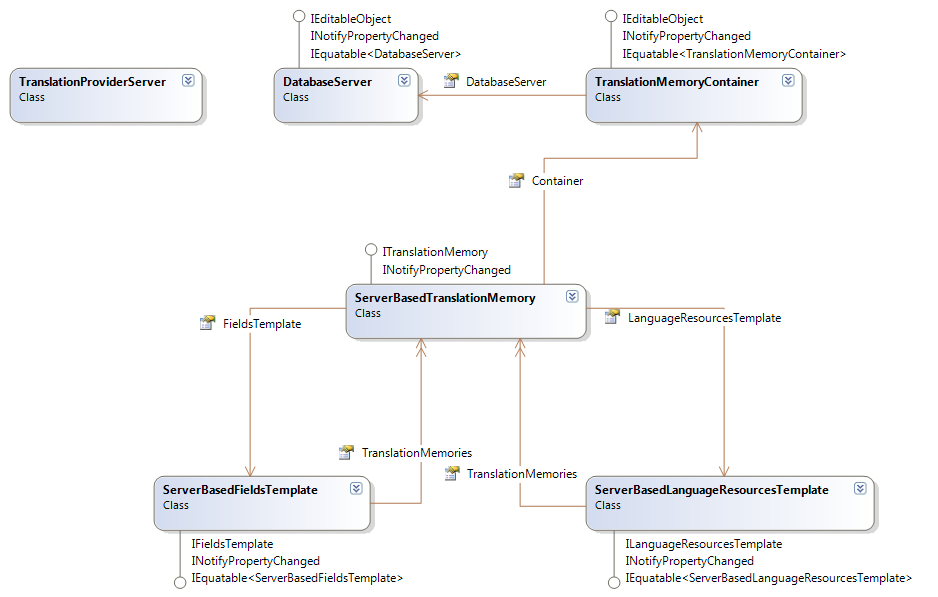 IEditableObject
INotifyPropertyChanged
IEquatable<DatabaseServer>
IEditableObject
INotifyPropertyChanged
IEquatable<TranslationMemoryContainer>
TranslationProviderServer
Class
DatabaseServer
Class
DatabaseServer
TranslationMemoryContainer
Class
Container
ITranslationMemory
INotifyPropertyChanged
ServerBasedTranslationMemory
Class
FieldsTemplate
LanguageResourcesTemplate
TranslationMemories
TranslationMemories
ServerBasedFieldsTemplate
Class
ServerBasedLanguageResourcesTemplate
Class
IFieldsTemplate
INotifyPropertyChanged
IEquatable<ServerBasedFieldsTemplate>
ILanguageResourcesTemplate
INotifyPropertyChanged
IEquatable<ServerBasedLanguageResourcesTemplate>